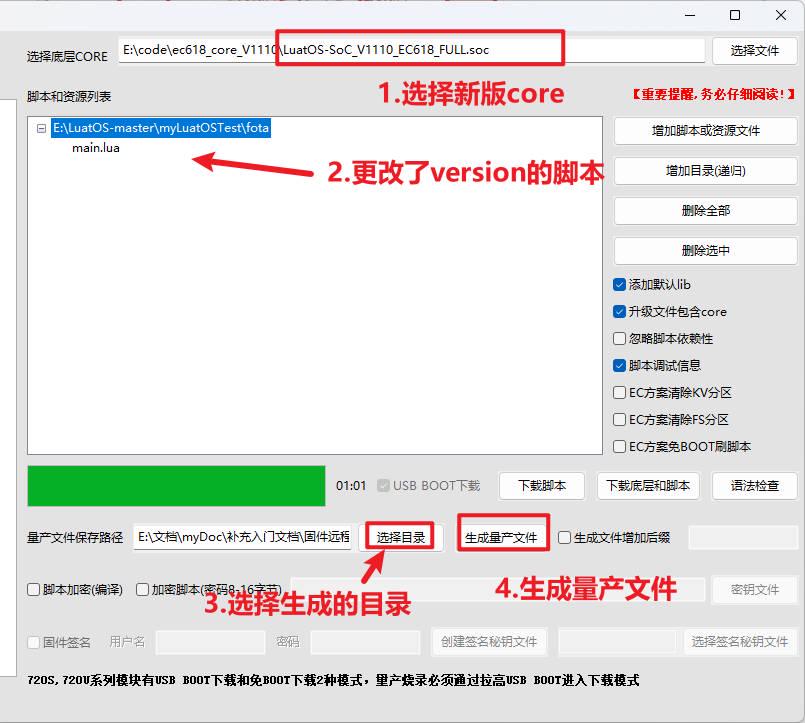 选择底层CORE
E:\code\ec618_core_V1110\LuatOS-SoC_V1110_EC618_FULL.soc
选择文件
1.选择新版core
脚本和资源列表
【重要提醒,务必仔细阅读!】
E:\LuatOS-master\myLuatOSTest\fota
main.lua
2.更改了version的脚本
增加脚本或资源文件
增加目录(递归)
删除全部
删除选中
添加默认lib
升级文件包含core
忽略脚本依赖性
脚本调试信息
EC方案清除KV分区
EC方案清除FS分区
EC方案免BOOT刷脚本
01:01
USB BOOT下载
下载脚本
下载底层和脚本
语法检查
量产文件保存路径
E:\文档\myDoc\补充入门文档\固件远程
选择目录
生成量产文件
生成文件增加后缀
脚本加密(编译)
加密脚本(密码8-16字节)
密钥文件
3.选择生成的目录
4.生成量产文件
固件签名
用户名
密码
创建签名秘钥文件
选择签名秘钥文件
720S,720U系列模块有USB BOOT下载和免BOOT下载2种模式，量产烧录必须通过拉高USB BOOT进入下载模式